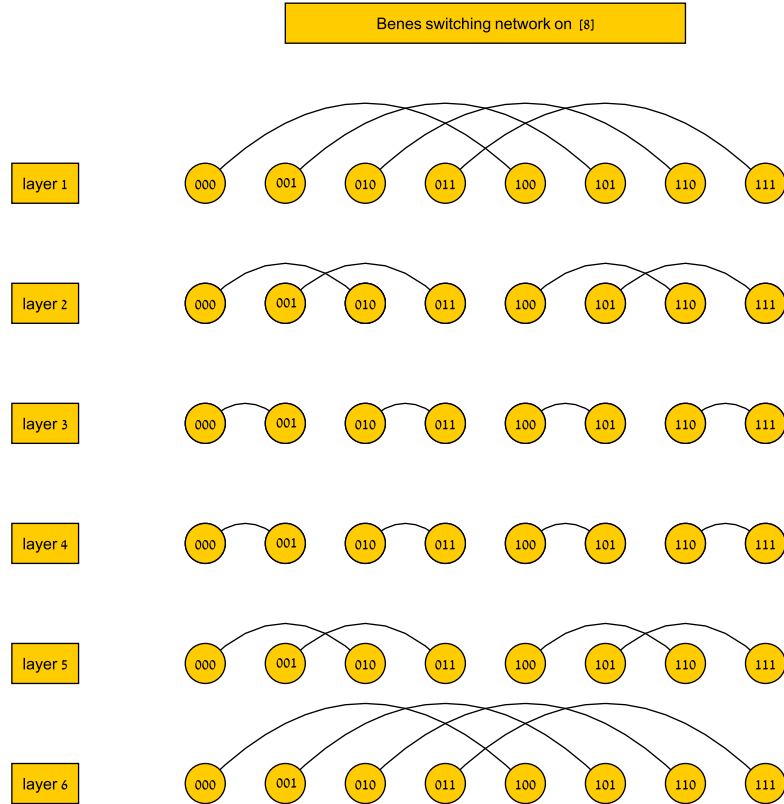 Benes switching network on [8]
layer 1 000 001 010 011 100 101 110 111
layer 2 000 001 010 011 100 101 110 111
layer 3 000 001 010 011 100 101 110 111
layer 4 000 001 010 011 100 101 110 111
layer 5 000 001 010 011 100 101 110 111
layer 6 000 001 010 011 100 101 110 111